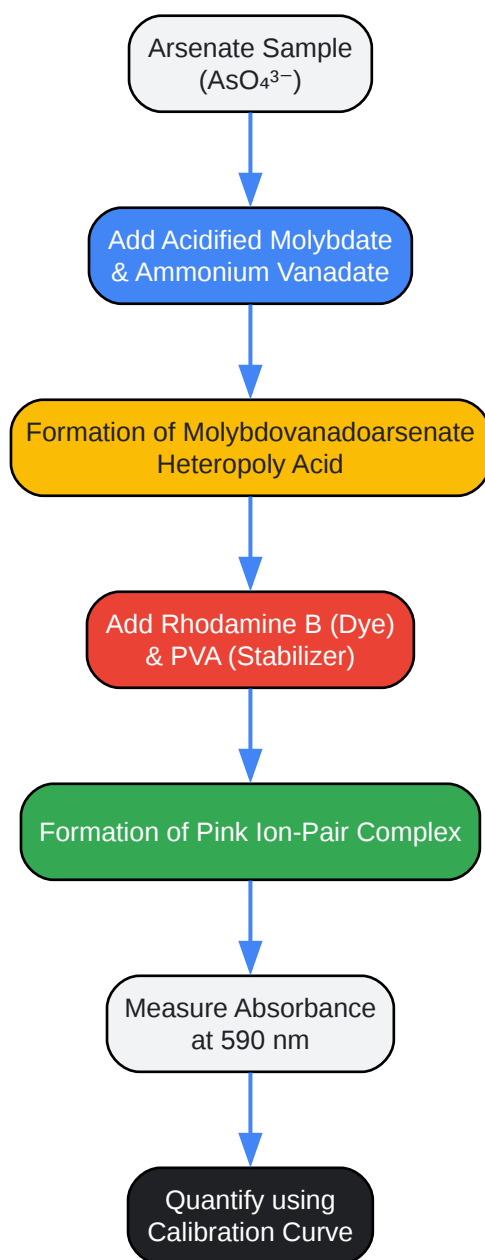 Arsenate Sample
(AsO₄³⁻)
Add Acidified Molybdate
& Ammonium Vanadate
Formation of Molybdovanadoarsenate
Heteropoly Acid
Add Rhodamine B (Dye)
& PVA (Stabilizer)
Formation of Pink Ion-Pair Complex
Measure Absorbance
at 590 nm
Quantify using
Calibration Curve